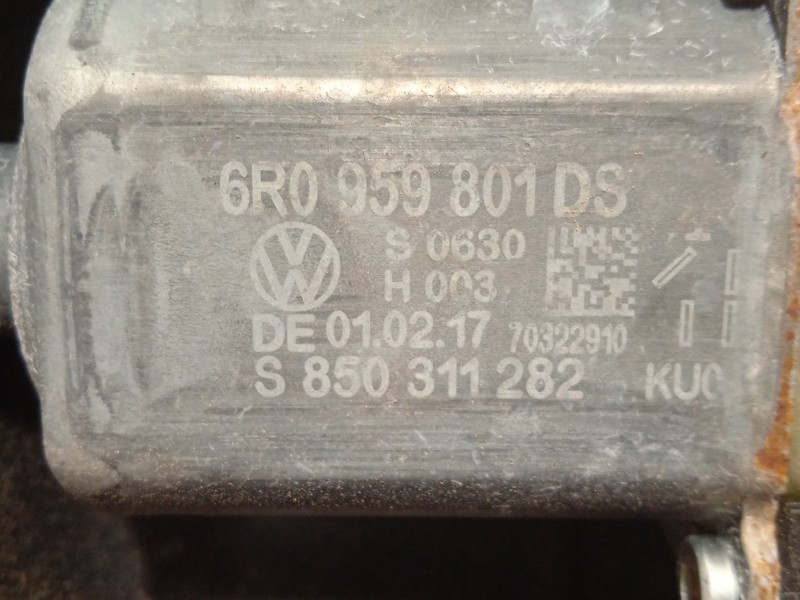 6R0 959 801 DS
S 0630
H 003
DE 01.02.17 70322910
S 850 311 282